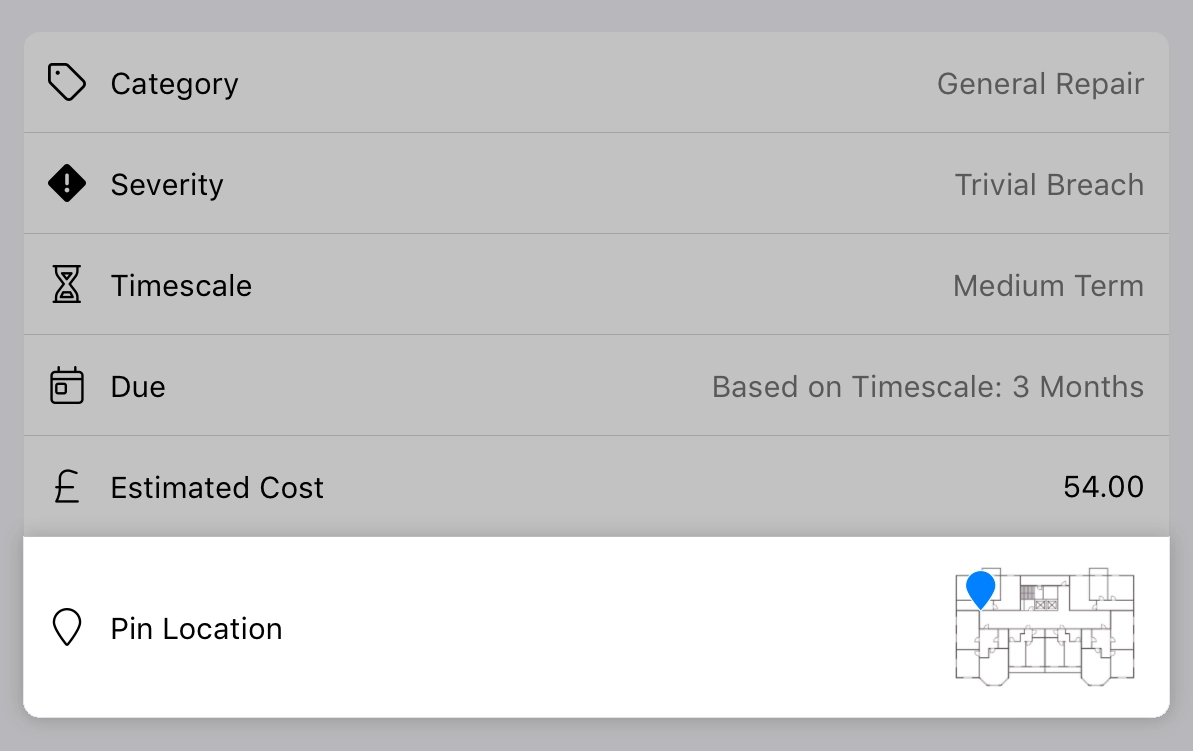 Category
General Repair
Severity
Trivial Breach
Timescale
Medium Term
Due
Based on Timescale: 3 Months
£ Estimated Cost
54.00
Pin Location